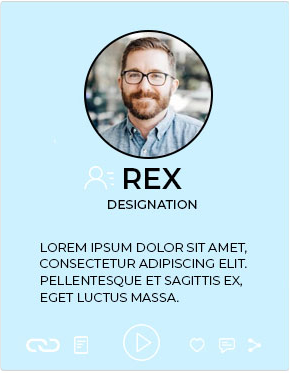 REX
DESIGNATION
LOREM IPSUM DOLOR SIT AMET,
CONSECTETUR ADIPISCING ELIT.
PELLENTESQUE ET SAGITTIS EX,
EGET LUCTUS MASSA.